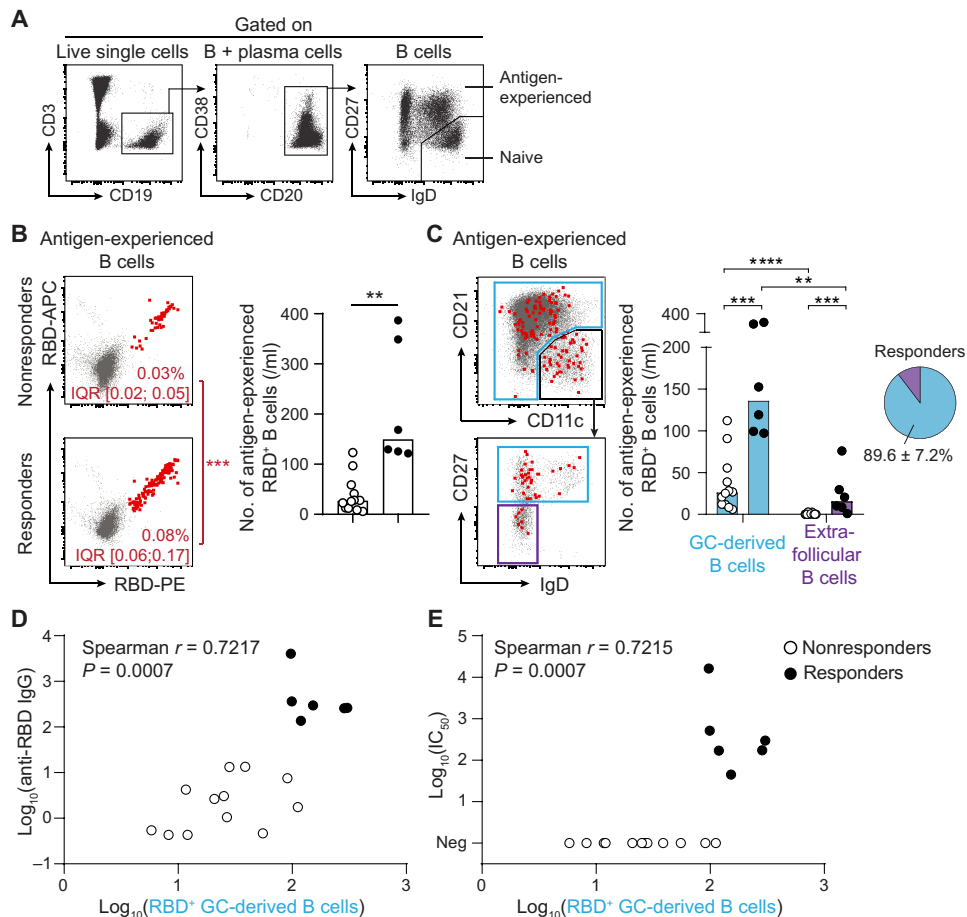 A
Gated on
Live single cells
B + plasma cells
B cells
CD3
CD19
CD38
CD20
CD27
IgD
Antigen-
experienced
Naive
B
Antigen-experienced
B cells
Nonresponders
RBD-APC
0.03%
IQR [0.02; 0.05]
***
Responders
0.08%
IQR [0.06;0.17]
RBD-PE
No. of antigen-experienced
RBD⁺ B cells (/ml)
400
300
200
100
0
**
C
Antigen-experienced
B cells
CD21
CD11c
CD27
IgD
No. of antigen-epxerienced
RBD⁺ B cells (/ml)
400
200
150
100
50
0
****
**
***
***
GC-derived
B cells
Extra-
follicular
B cells
Responders
89.6 ± 7.2%
D
Spearman r = 0.7217
P = 0.0007
Log₁₀(anti-RBD IgG)
4
3
2
1
0
–1
0
1
2
3
Log₁₀(RBD⁺ GC-derived B cells)
E
Spearman r = 0.7215
P = 0.0007
Log₁₀(IC₅₀)
5
4
3
2
1
Neg
0
1
2
3
Log₁₀(RBD⁺ GC-derived B cells)
Nonresponders
Responders